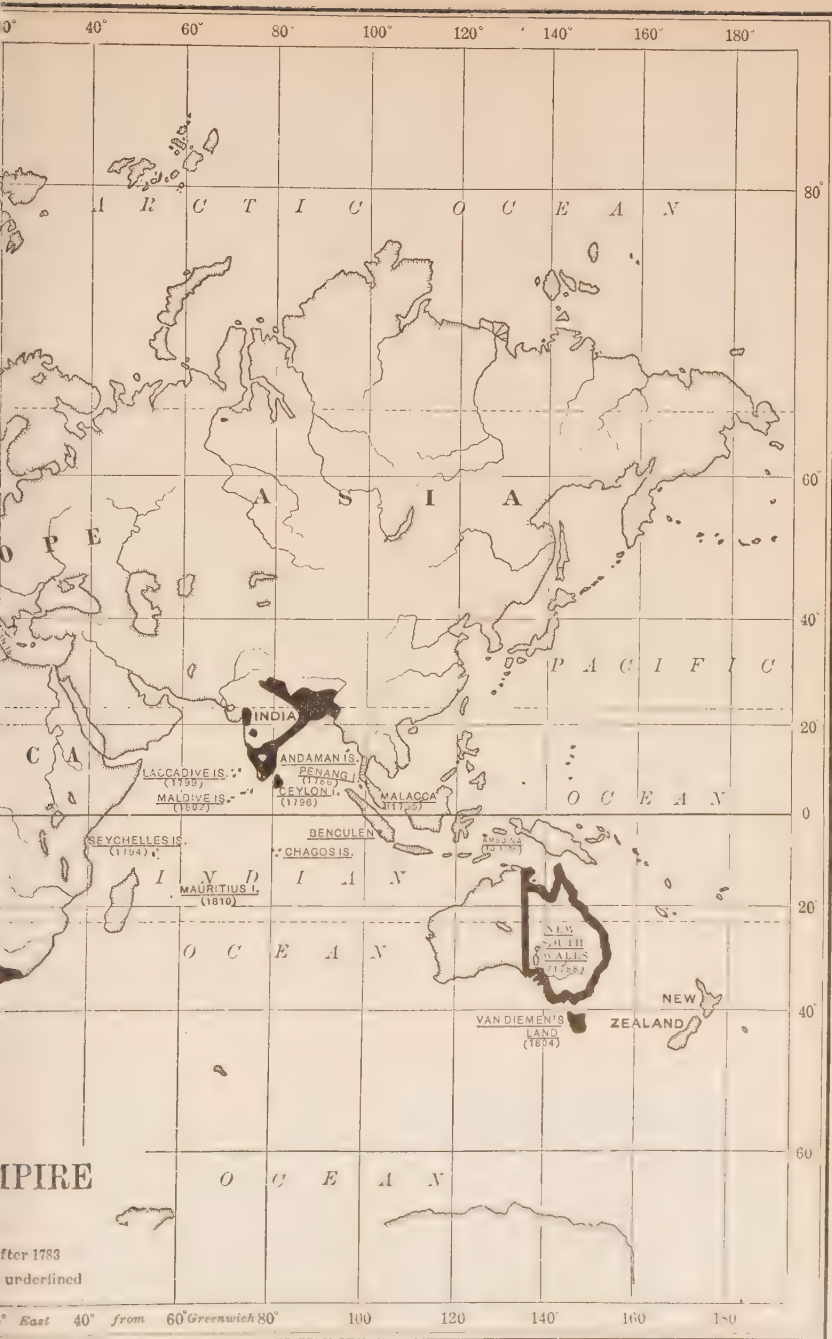 0° 40° 60° 80° 100° 120° 140° 160° 180°
80°
A R C T I C O C E A N
60°
A S I A
O P E
40°
P A C I F I C
INDIA
20°
C A
ANDAMAN IS.
LACCADIVE IS.
(1799)
PENANG I.
CEYLON I.
(1796)
MALACCA
MALDIVE IS.
O C E A N
0
BENCULEN
SEYCHELLES IS.
(1794)
CHAGOS IS.
I N D I A N
MAURITIUS I.
(1810)
20°
O C E A N
NEW
SOUTH
WALES
(1788)
NEW
ZEALAND
40°
VAN DIEMEN'S
LAND
(1804)
60
MPIRE
O C E A N
fter 1783
underlined
° East 40° from 60° Greenwich 80° 100 120 140° 160